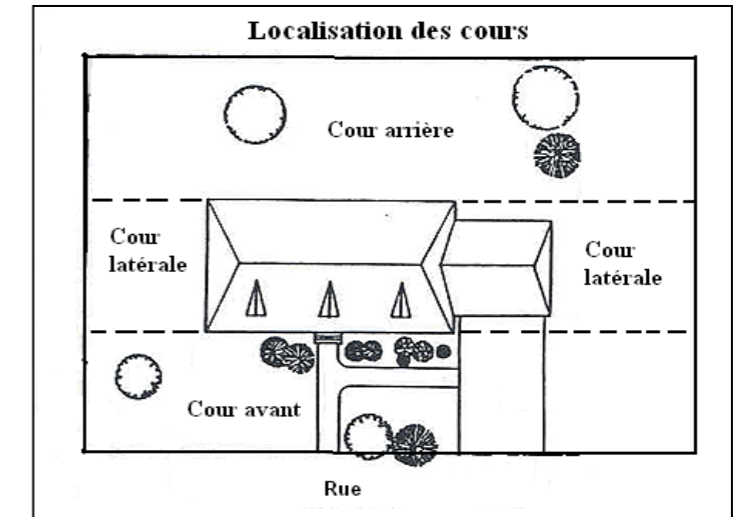 Localisation des cours
Cour arrière
Cour
latérale
Cour
latérale
Cour avant
Rue